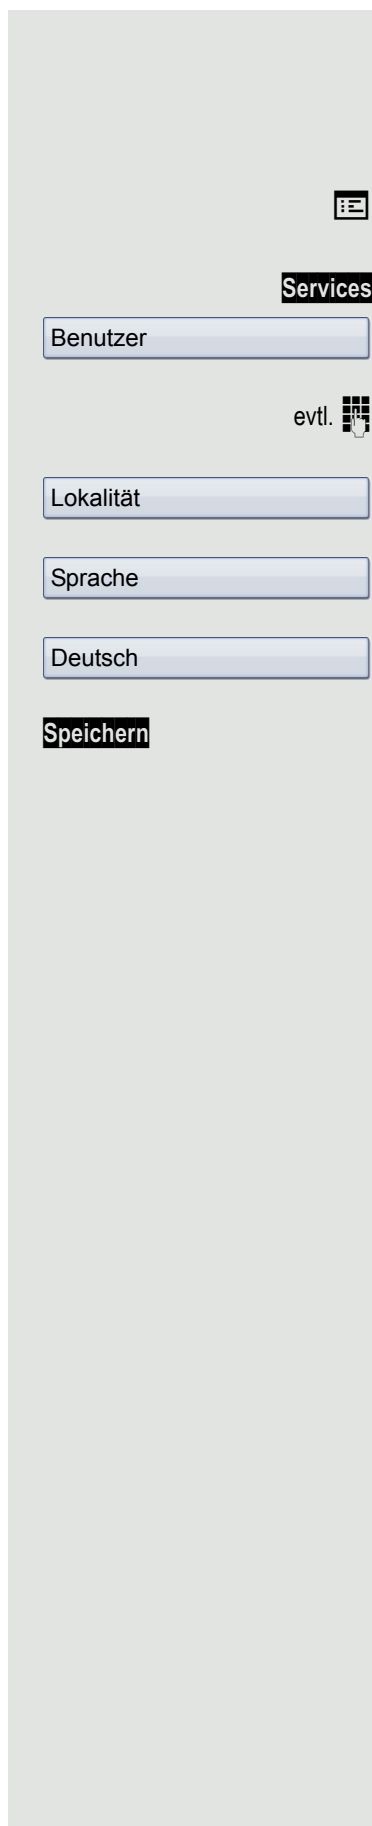 Services
Benutzer
evtl.
Lokalität
Sprache
Deutsch
Speichern